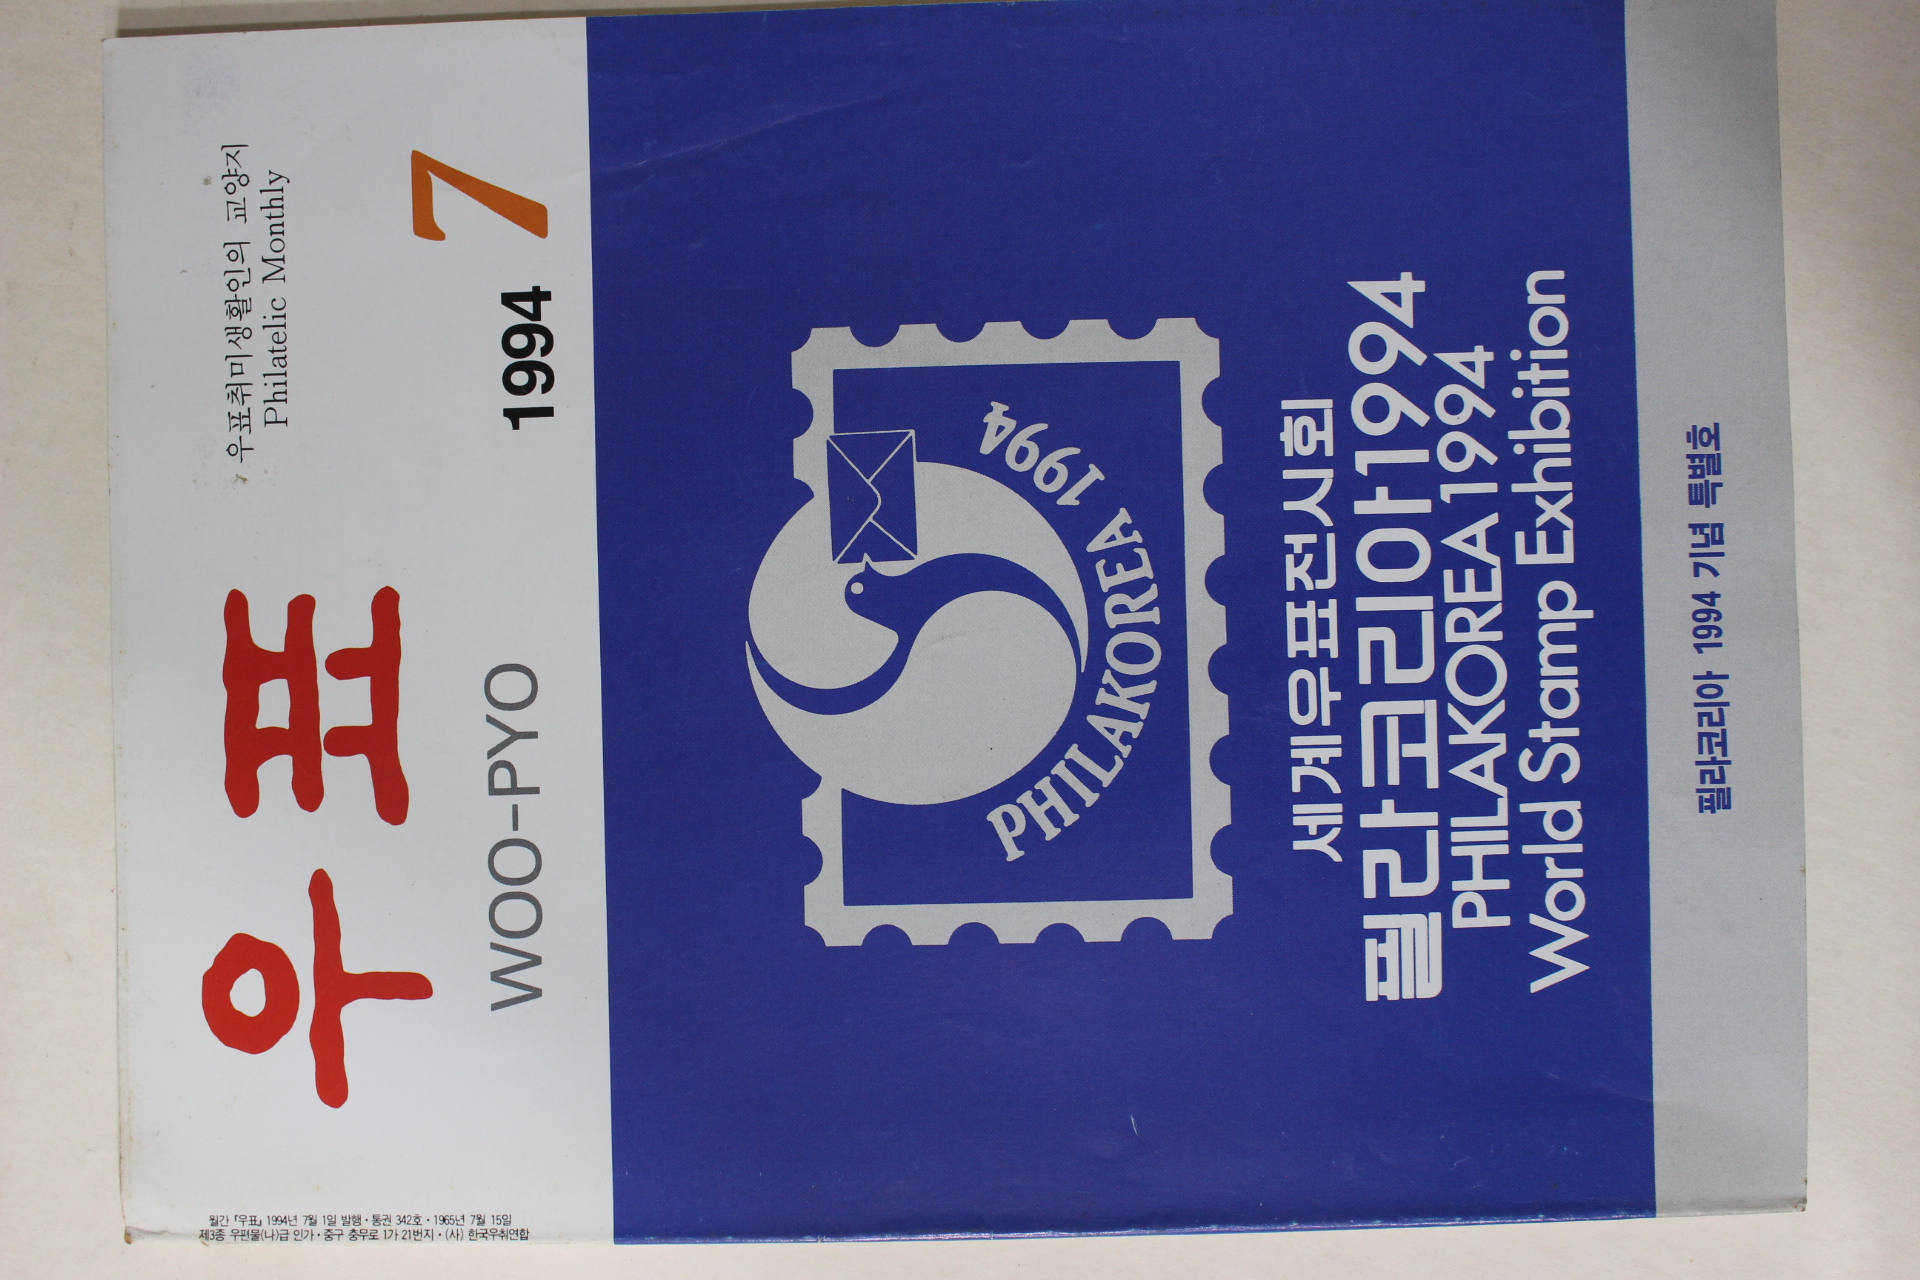 월간 『우표』 1994년 7월 1일 발행・통권 342호・1965년 7월 15일
제3종 우편물(나)급 인가・중구 충무로 1가 21번지・(사) 한국우취연합
우표취미생활인의 교양지
Philatelic Monthly
우표
WOO-PYO
1994 7
PHILAKOREA 1994
세계우표전시회
필라코리아1994
PHILAKOREA1994
World Stamp Exhibition
필라코리아 1994 기념 특별호